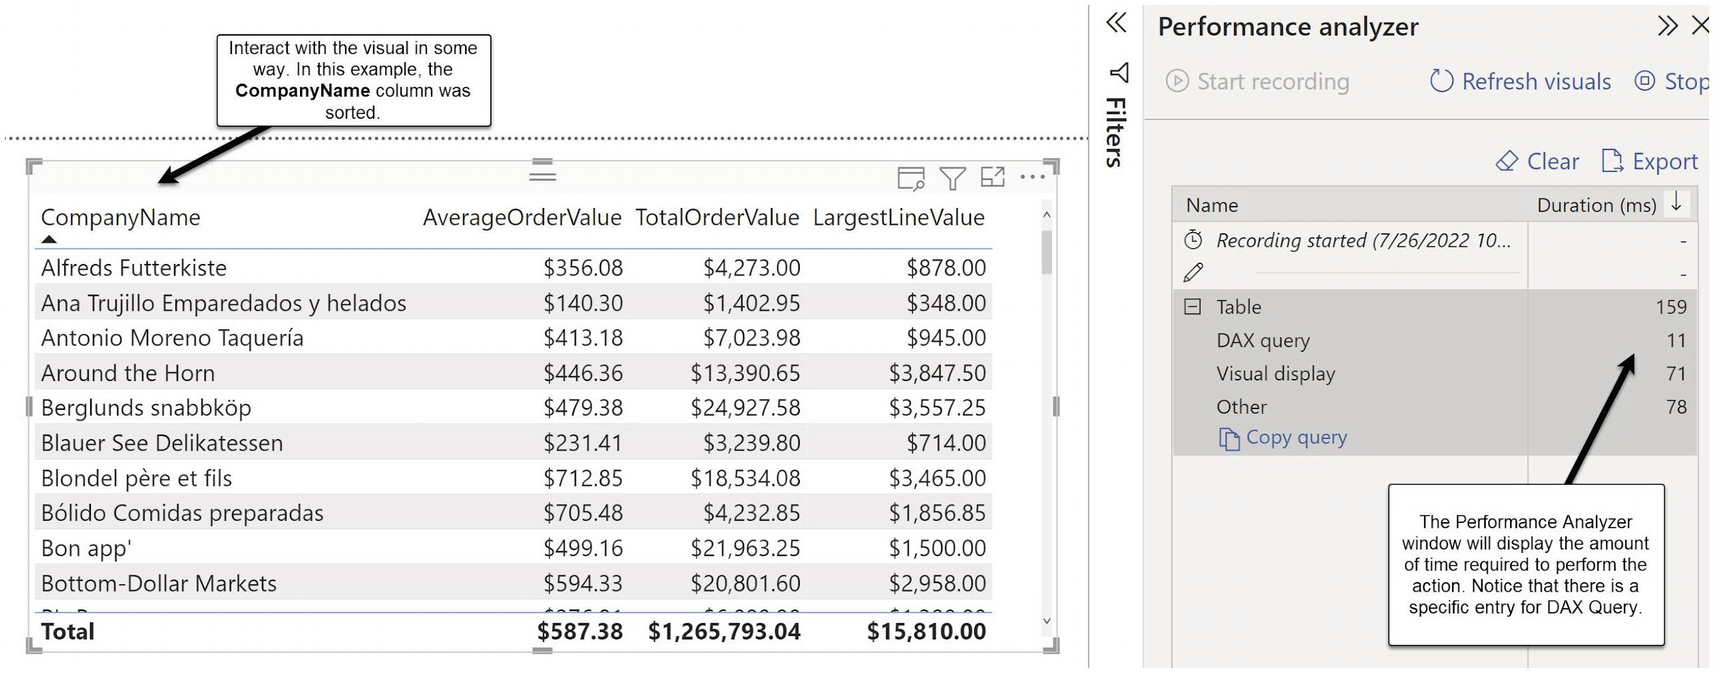 Interact with the visual in some
way. In this example, the
CompanyName column was
sorted.
CompanyName AverageOrderValue TotalOrderValue LargestLineValue
Alfreds Futterkiste $356.08 $4,273.00 $878.00
Ana Trujillo Emparedados y helados $140.30 $1,402.95 $348.00
Antonio Moreno Taquería $413.18 $7,023.98 $945.00
Around the Horn $446.36 $13,390.65 $3,847.50
Berglunds snabbköp $479.38 $24,927.58 $3,557.25
Blauer See Delikatessen $231.41 $3,239.80 $714.00
Blondel père et fils $712.85 $18,534.08 $3,465.00
Bólido Comidas preparadas $705.48 $4,232.85 $1,856.85
Bon app' $499.16 $21,963.25 $1,500.00
Bottom-Dollar Markets $594.33 $20,801.60 $2,958.00
Total $587.38 $1,265,793.04 $15,810.00
Filters
Performance analyzer
Start recording Refresh visuals Stop
Clear Export
Name Duration (ms)
Recording started (7/26/2022 10... -
-
Table 159
DAX query 11
Visual display 71
Other 78
Copy query
The Performance Analyzer
window will display the amount
of time required to perform the
action. Notice that there is a
specific entry for DAX Query.